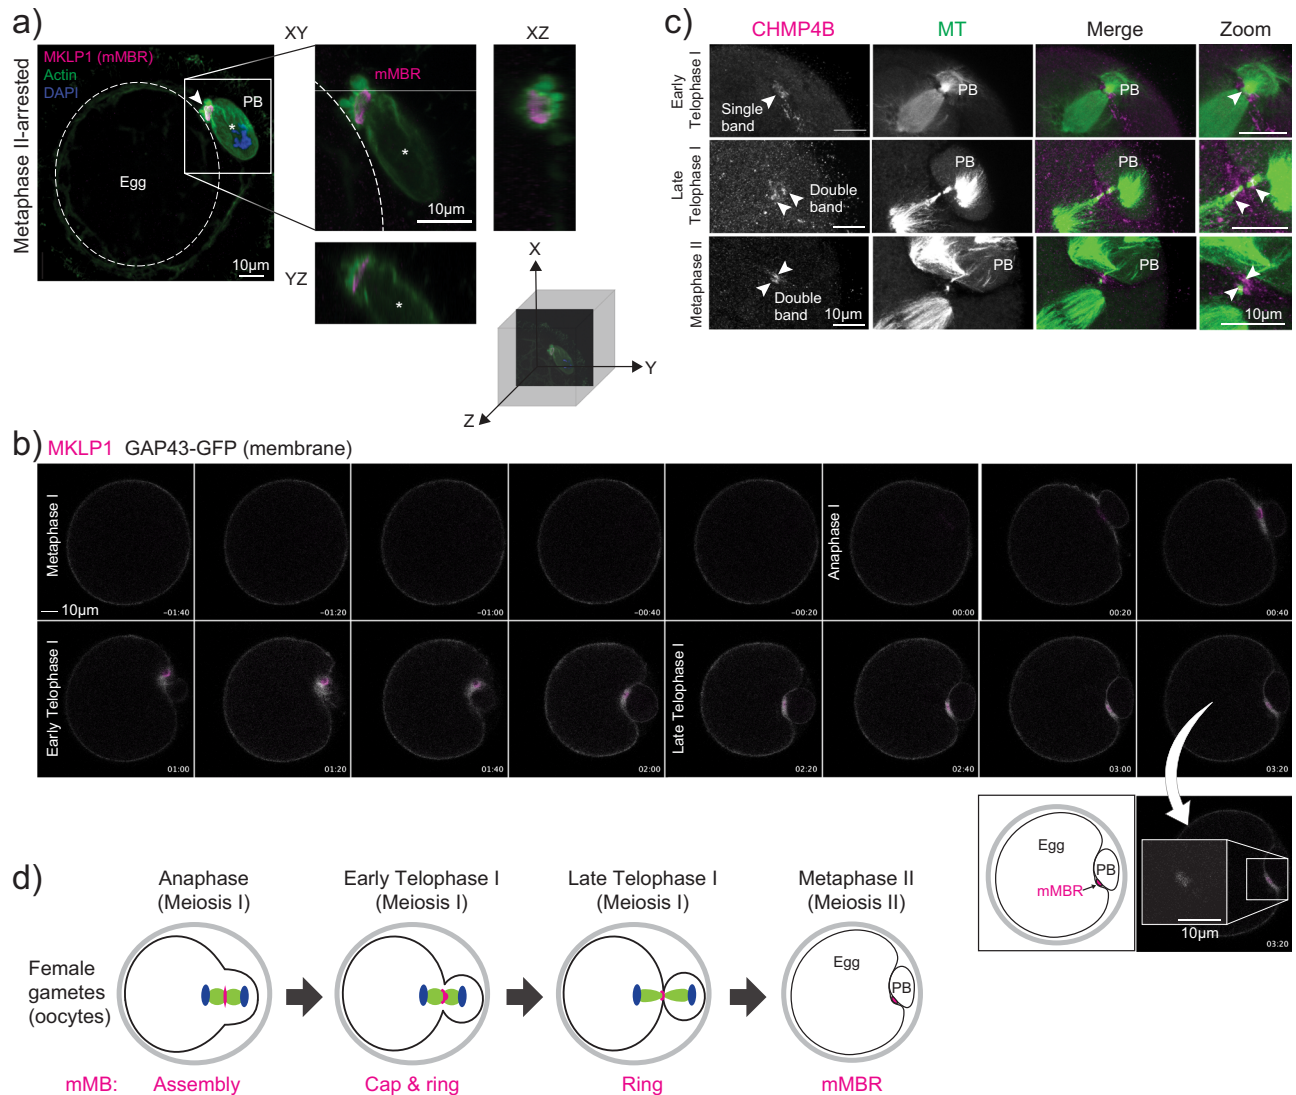 a)
XY
XZ
MKLP1 (mMBR)
Actin
DAPI
PB
*
Egg
10µm
Metaphase II-arrested
mMBR
*
10µm
YZ
*
X
Y
Z
c)
CHMP4B
MT
Merge
Zoom
Early
Telophase I
Single
band
PB
PB
Late
Telophase I
Double
band
PB
PB
Metaphase II
Double
band
10µm
PB
PB
10µm
b)
MKLP1 GAP43-GFP (membrane)
Metaphase I
10µm
−01:40
−01:20
−01:00
−00:40
−00:20
Anaphase I
00:00
00:20
00:40
Early Telophase I
01:00
01:20
01:40
02:00
Late Telophase I
02:20
02:40
03:00
03:20
Egg
PB
mMBR
10µm
03:20
d)
Anaphase
(Meiosis I)
Early Telophase I
(Meiosis I)
Late Telophase I
(Meiosis I)
Metaphase II
(Meiosis II)
Female
gametes
(oocytes)
Egg
PB
mMB:
Assembly
Cap & ring
Ring
mMBR